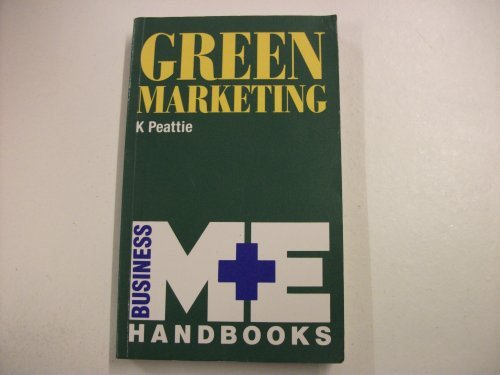 GREEN
MARKETING
K Peattie
BUSINESS
M+E
HANDBOOKS